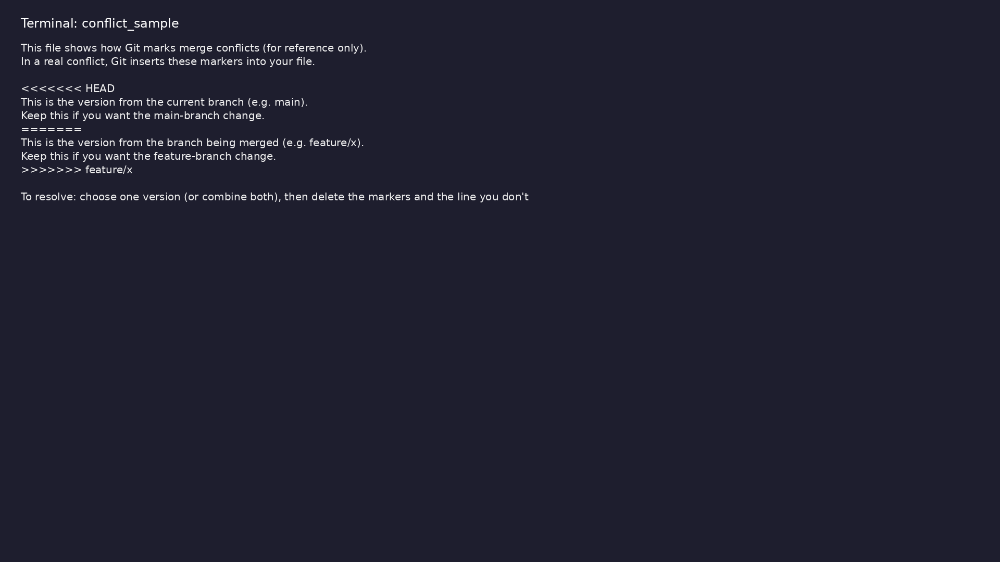 Terminal: conflict_sample
This file shows how Git marks merge conflicts (for reference only).
In a real conflict, Git inserts these markers into your file.
<<<<<<< HEAD
This is the version from the current branch (e.g. main).
Keep this if you want the main-branch change.
=======
This is the version from the branch being merged (e.g. feature/x).
Keep this if you want the feature-branch change.
>>>>>>> feature/x
To resolve: choose one version (or combine both), then delete the markers and the line you don't